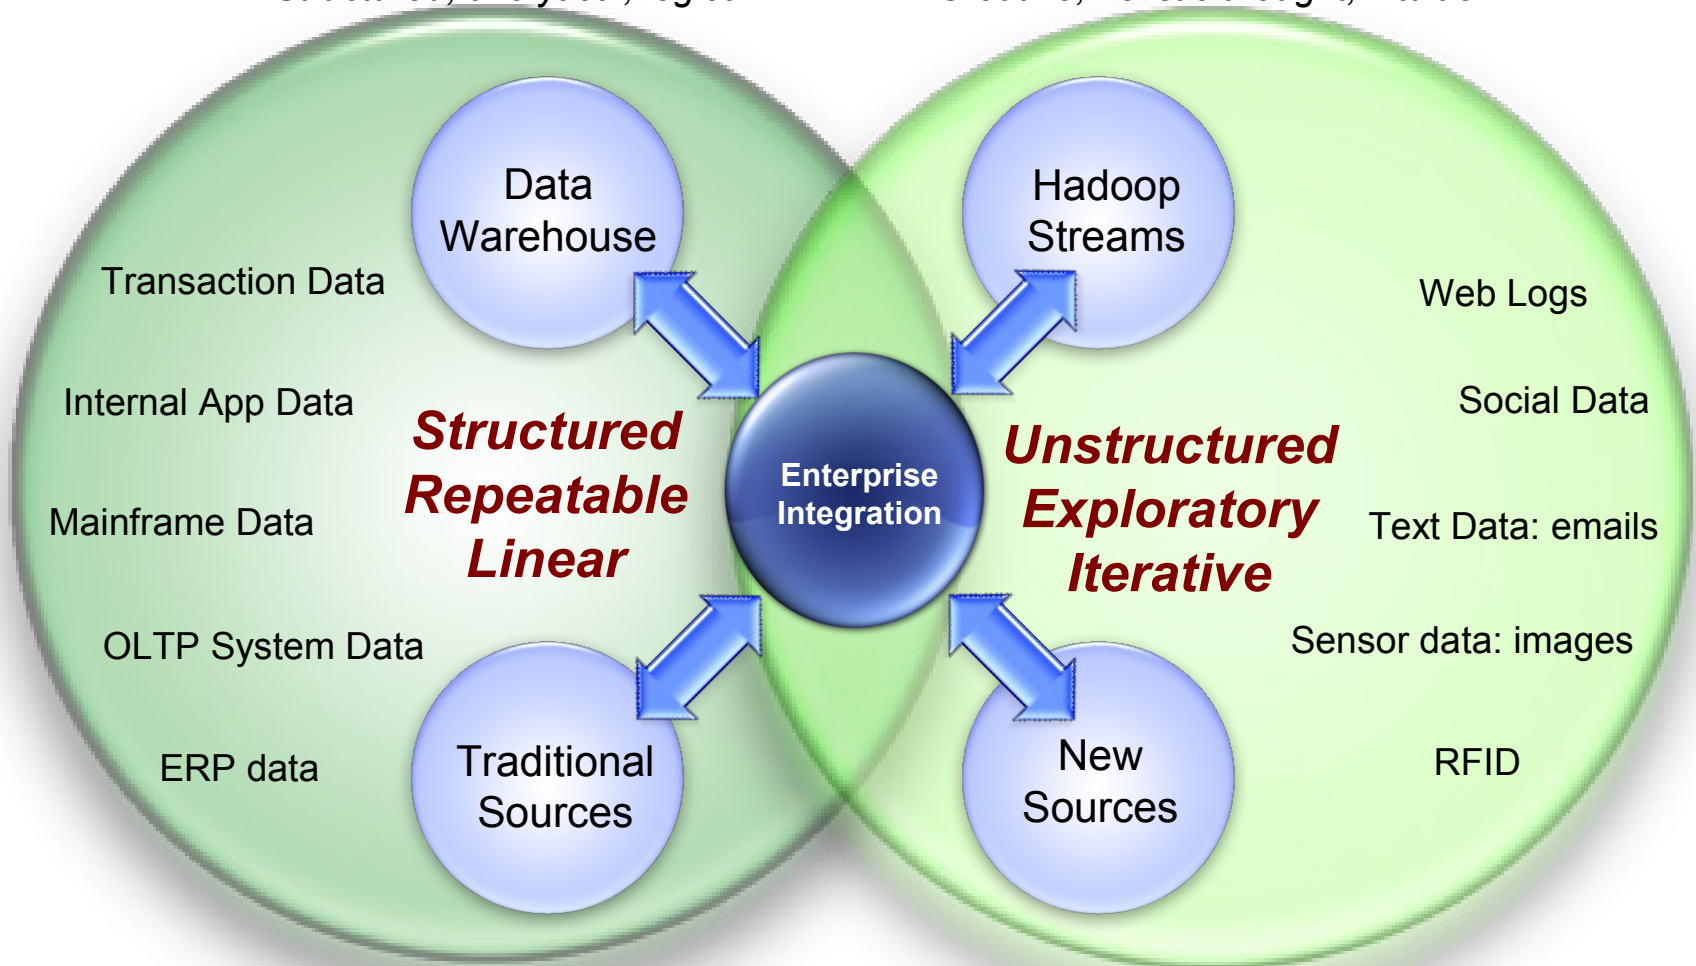 Data
Warehouse
Hadoop
Streams
Transaction Data
Web Logs
Internal App Data
Social Data
Structured
Repeatable
Linear
Enterprise
Integration
Unstructured
Exploratory
Iterative
Mainframe Data
Text Data: emails
OLTP System Data
Sensor data: images
ERP data
Traditional
Sources
New
Sources
RFID